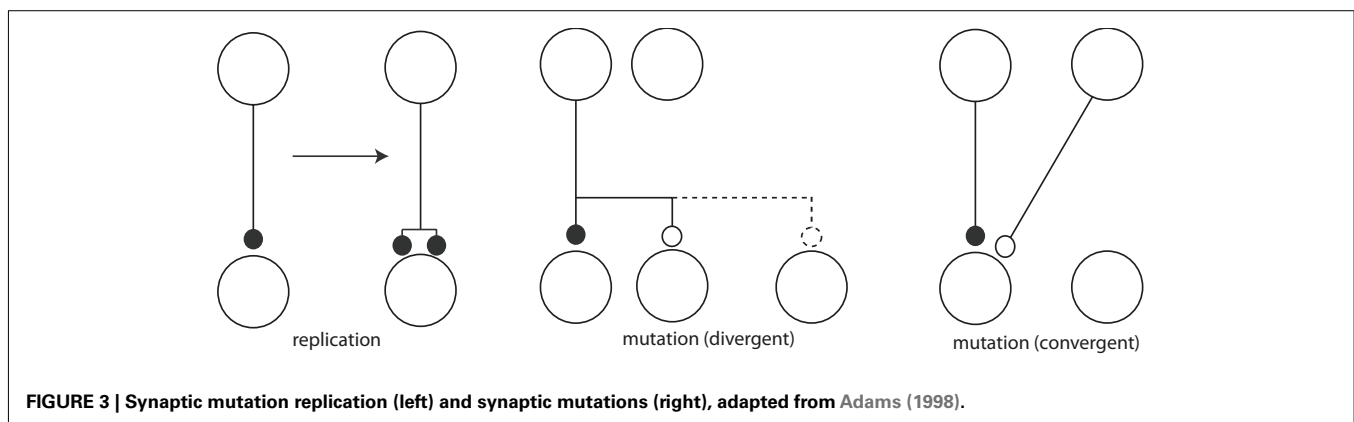 replication
mutation (divergent)
mutation (convergent)
FIGURE 3 | Synaptic mutation replication (left) and synaptic mutations (right), adapted from Adams (1998).